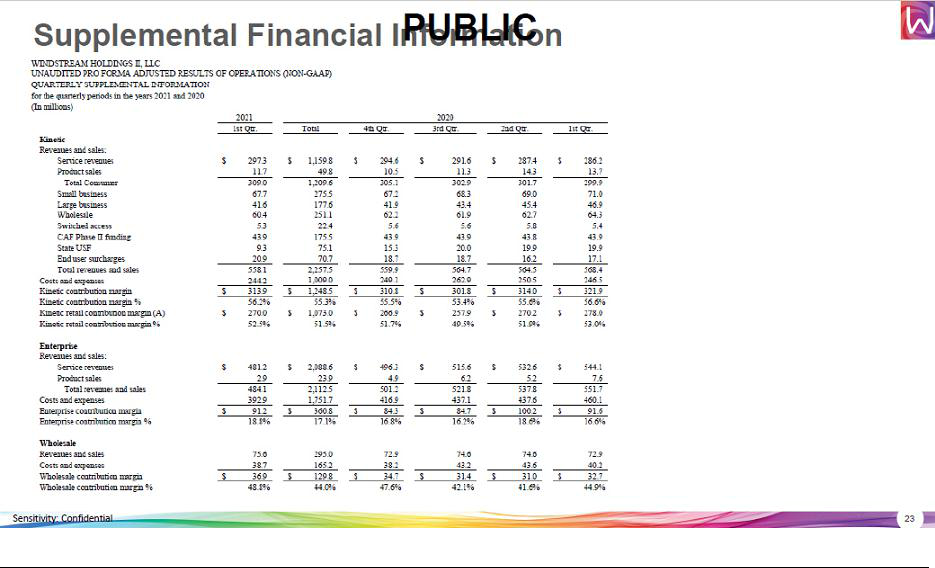 PUBLIC
Supplemental Financial Information
WINDSTREAM HOLDINGS II, LLC
UNAUDITED PRO FORMA ADJUSTED RESULTS OF OPERATIONS (NON-GAAP)
QUARTERLY SUPPLEMENTAL INFORMATION
for the quarterly periods in the years 2021 and 2020
(In millions)
2021 2020
1st Qtr. Total 4th Qtr. 3rd Qtr. 2nd Qtr. 1st Qtr.
Kinetic
Revenues and sales:
Service revenues $ 297.3 $ 1,159.8 $ 294.6 $ 291.6 $ 287.4 $ 286.2
Product sales 11.7 49.8 10.5 11.3 14.3 13.7
Total Consumer 309.0 1,209.6 305.1 302.9 301.7 299.9
Small business 67.7 275.5 67.2 68.3 69.0 71.0
Large business 41.6 177.6 41.9 43.4 45.4 46.9
Wholesale 60.4 251.1 62.2 61.9 62.7 64.3
Switched access 5.3 22.4 5.6 5.6 5.8 5.4
CAF Phase II funding 43.9 175.5 43.9 43.9 43.8 43.9
State USF 9.3 75.1 15.3 20.0 19.9 19.9
End user surcharges 20.9 70.7 18.7 18.7 16.2 17.1
Total revenues and sales 558.1 2,257.5 559.9 564.7 564.5 568.4
Costs and expenses 244.2 1,009.0 249.1 262.9 250.5 246.5
Kinetic contribution margin $ 313.9 $ 1,248.5 $ 310.8 $ 301.8 $ 314.0 $ 321.9
Kinetic contribution margin % 56.2% 55.3% 55.5% 53.4% 55.6% 56.6%
Kinetic retail contribution margin (A) $ 270.0 $ 1,073.0 $ 266.9 $ 257.9 $ 270.2 $ 278.0
Kinetic retail contribution margin % 52.5% 51.5% 51.7% 49.5% 51.9% 53.0%
Enterprise
Revenues and sales:
Service revenues $ 481.2 $ 2,088.6 $ 496.3 $ 515.6 $ 532.6 $ 544.1
Product sales 2.9 23.9 4.9 6.2 5.2 7.6
Total revenues and sales 484.1 2,112.5 501.2 521.8 537.8 551.7
Costs and expenses 392.9 1,751.7 416.9 437.1 437.6 460.1
Enterprise contribution margin $ 91.2 $ 360.8 $ 84.3 $ 84.7 $ 100.2 $ 91.6
Enterprise contribution margin % 18.8% 17.1% 16.8% 16.2% 18.6% 16.6%
Wholesale
Revenues and sales 75.6 295.0 72.9 74.6 74.6 72.9
Costs and expenses 38.7 165.2 38.2 43.2 43.6 40.2
Wholesale contribution margin $ 36.9 $ 129.8 $ 34.7 $ 31.4 $ 31.0 $ 32.7
Wholesale contribution margin % 48.8% 44.0% 47.6% 42.1% 41.6% 44.9%
Sensitivity: Confidential
23